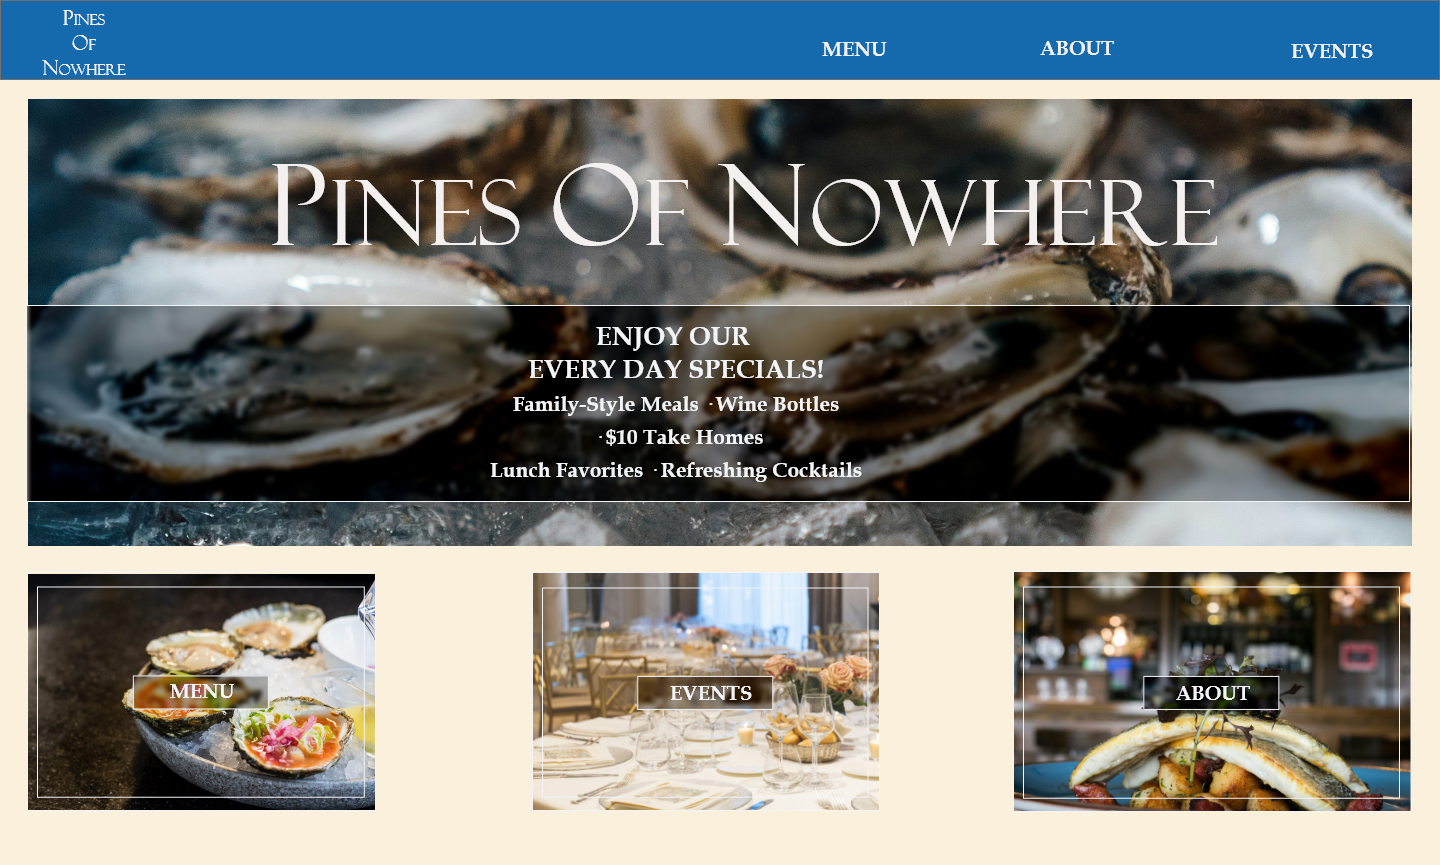 Pines
Of
Nowhere
MENU
ABOUT
EVENTS
Pines Of Nowhere
ENJOY OUR
EVERY DAY SPECIALS!
Family-Style Meals ·Wine Bottles
·$10 Take Homes
Lunch Favorites ·Refreshing Cocktails
MENU
EVENTS
ABOUT